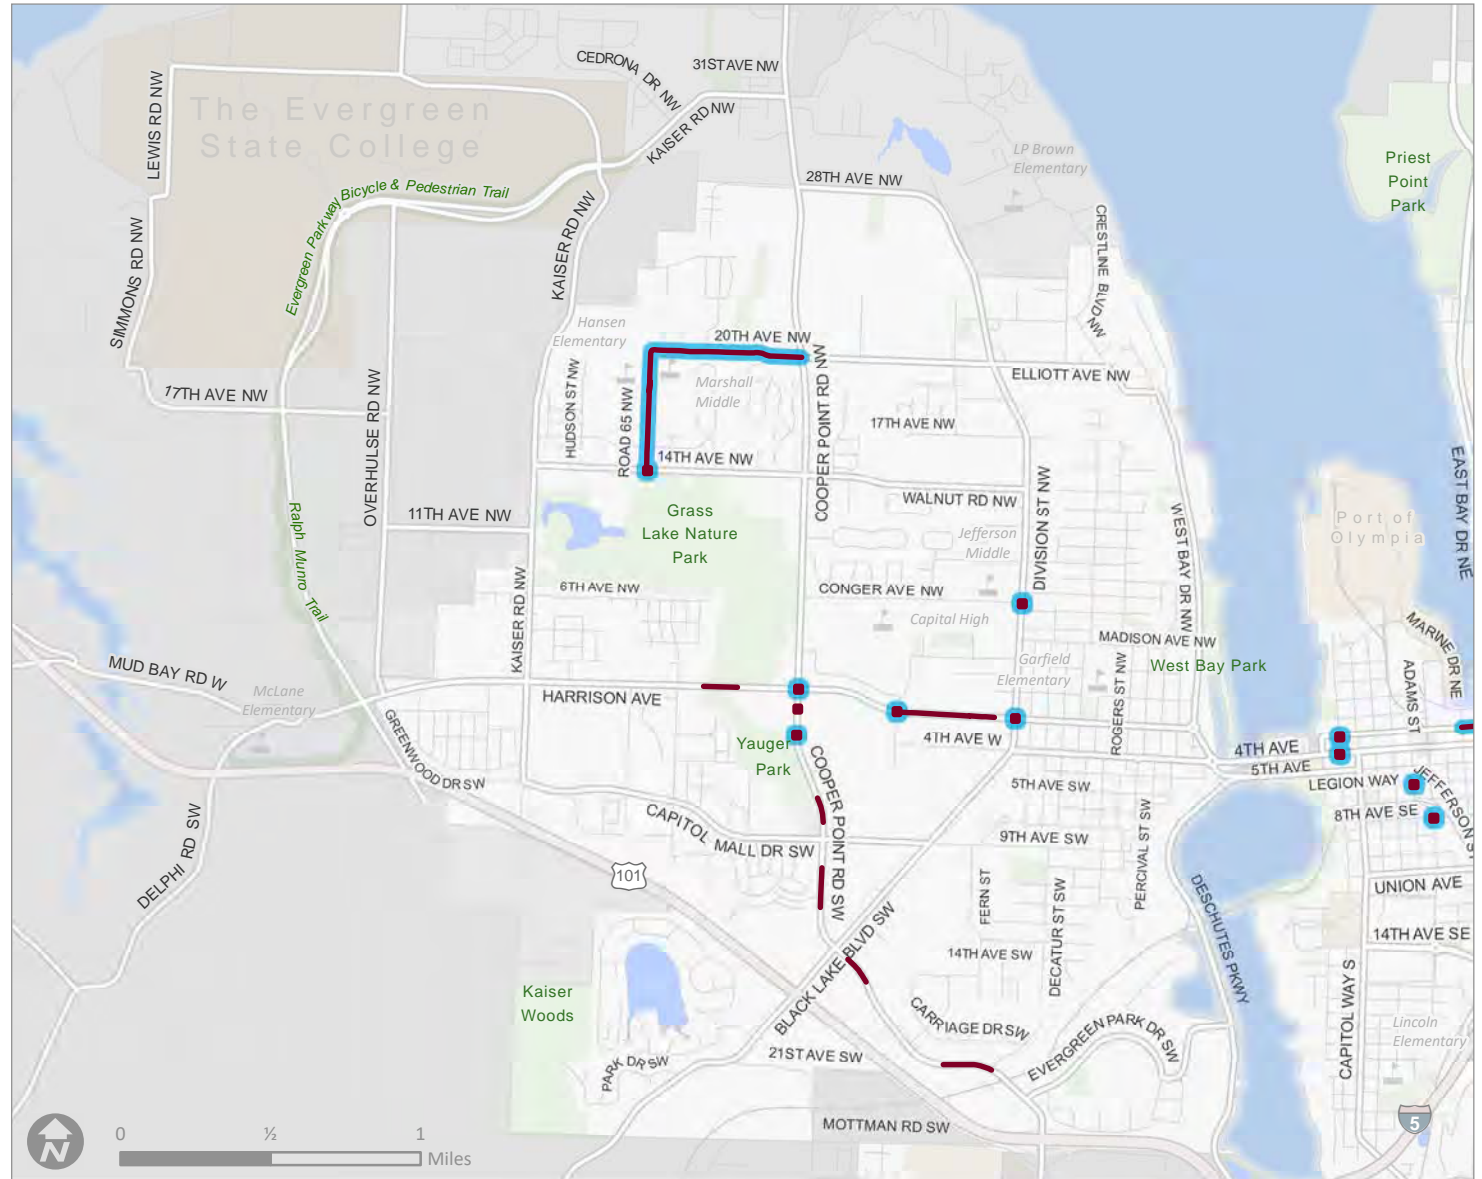 CEDRONA DR NW
31ST AVE NW
The Evergreen
State College
LEWIS RD NW
KAISER RD NW
LP Brown
Elementary
Priest
Point
Park
28TH AVE NW
Evergreen Parkway Bicycle & Pedestrian Trail
SIMMONS RD NW
KAISER RD NW
CRESTLINE BLVD NW
Hansen
Elementary
20TH AVE NW
ELLIOTT AVE NW
Marshall
Middle
17TH AVE NW
HUDSON ST NW
ROAD 65 NW
COOPER POINT RD NW
17TH AVE NW
OVERHULSE RD NW
14TH AVE NW
WALNUT RD NW
DIVISION ST NW
WEST BAY DR NW
EAST BAY DR NE
11TH AVE NW
Grass
Lake Nature
Park
Port of
Olympia
Jefferson
Middle
Ralph Munro Trail
6TH AVE NW
CONGER AVE NW
Capital High
KAISER RD NW
MADISON AVE NW
MARINE DR NE
MUD BAY RD W
McLane
Elementary
HARRISON AVE
Garfield
Elementary
West Bay Park
ROGERS ST NW
ADAMS ST
GREENWOOD DR SW
Yauger
Park
4TH AVE W
4TH AVE
5TH AVE
5TH AVE SW
LEGION WAY
JEFFERSON ST
8TH AVE SE
CAPITOL MALL DR SW
COOPER POINT RD SW
9TH AVE SW
PERCIVAL ST SW
DELPHI RD SW
101
FERN ST
DECATUR ST SW
UNION AVE
DESCHUTES PKWY
14TH AVE SE
BLACK LAKE BLVD SW
14TH AVE SW
CAPITOL WAY S
Kaiser
Woods
CARRIAGE DR SW
EVERGREEN PARK DR SW
Lincoln
Elementary
21ST AVE SW
PARK DR SW
MOTTMAN RD SW
5
N
0 ½ 1
Miles